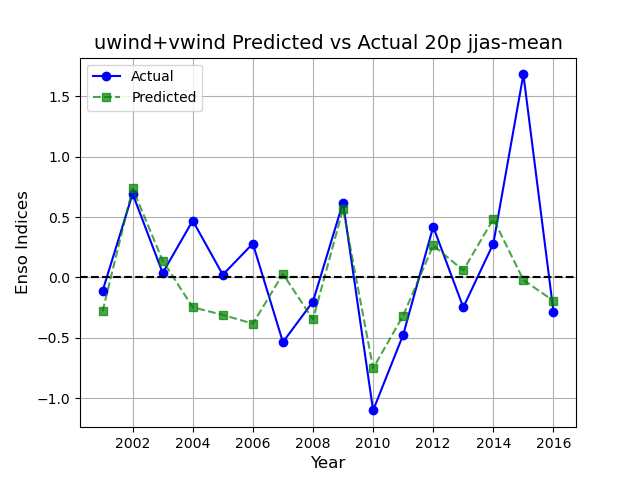 uwind+vwind Predicted vs Actual 20p jjas-mean
Actual
Predicted
Enso Indices
1.5
1.0
0.5
0.0
−0.5
−1.0
2002 2004 2006 2008 2010 2012 2014 2016
Year